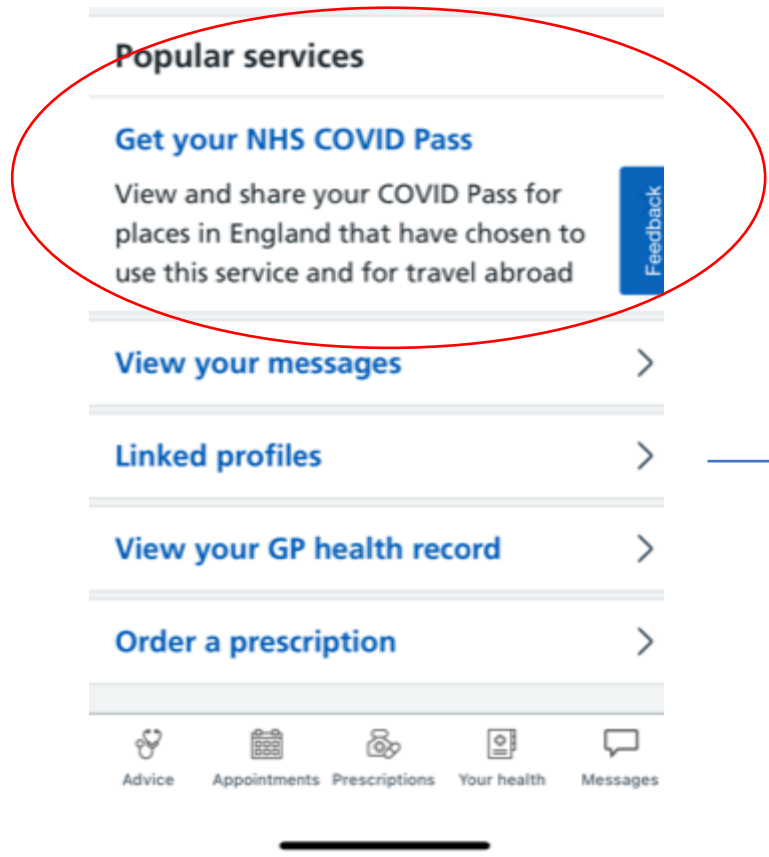 Popular services
Get your NHS COVID Pass
View and share your COVID Pass for
places in England that have chosen to
use this service and for travel abroad
Feedback
View your messages
Linked profiles
View your GP health record
Order a prescription
Advice Appointments Prescriptions Your health Messages